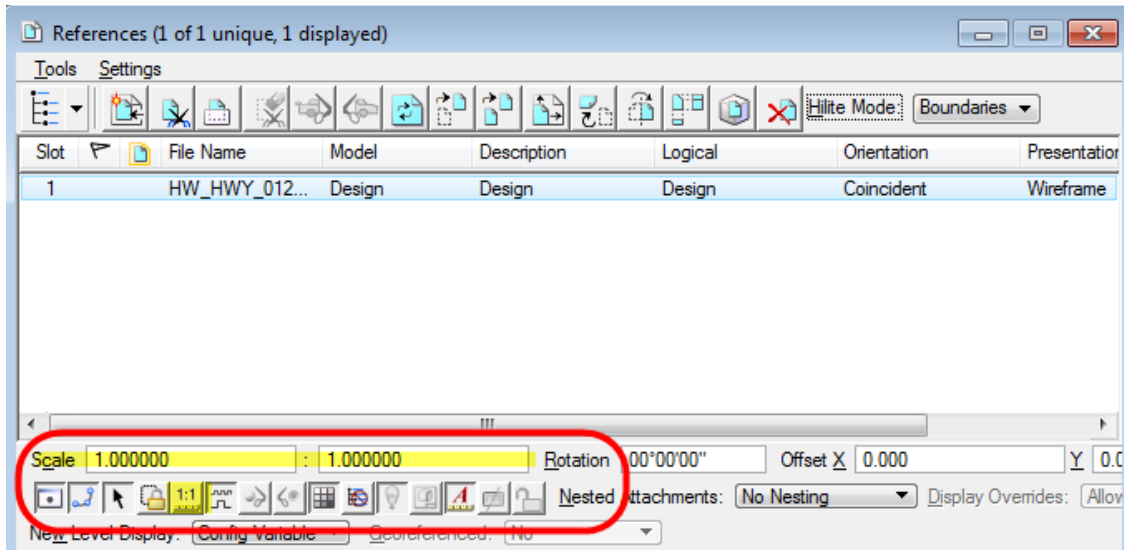 References (1 of 1 unique, 1 displayed)
Tools Settings
Hilite Mode: Boundaries
Slot File Name Model Description Logical Orientation Presentation
1 HW_HWY_012... Design Design Design Coincident Wireframe
Scale 1.000000 : 1.000000 Rotation 00°00'00" Offset X 0.000 Y 0.0
1:1 A Nested Attachments: No Nesting Display Overrides: Allow
New Level Display: Config Variable Georeferenced: No